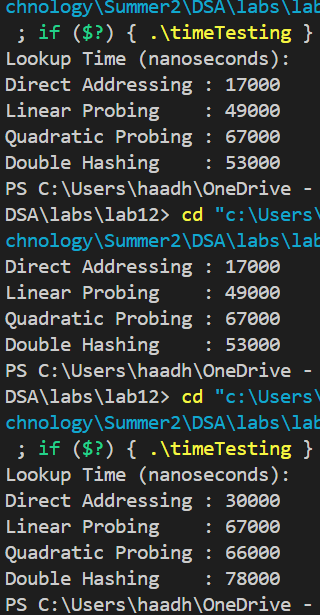 chnology\Summer2\DSA\labs\lab
; if ($?) { .\timeTesting }
Lookup Time (nanoseconds):
Direct Addressing : 17000
Linear Probing    : 49000
Quadratic Probing : 67000
Double Hashing    : 53000
PS C:\Users\haadh\OneDrive -
DSA\labs\lab12> cd "c:\Users\
chnology\Summer2\DSA\labs\lab
Direct Addressing : 17000
Linear Probing    : 49000
Quadratic Probing : 67000
Double Hashing    : 53000
PS C:\Users\haadh\OneDrive -
DSA\labs\lab12> cd "c:\Users\
chnology\Summer2\DSA\labs\lab
; if ($?) { .\timeTesting }
Lookup Time (nanoseconds):
Direct Addressing : 30000
Linear Probing    : 67000
Quadratic Probing : 66000
Double Hashing    : 78000
PS C:\Users\haadh\OneDrive -